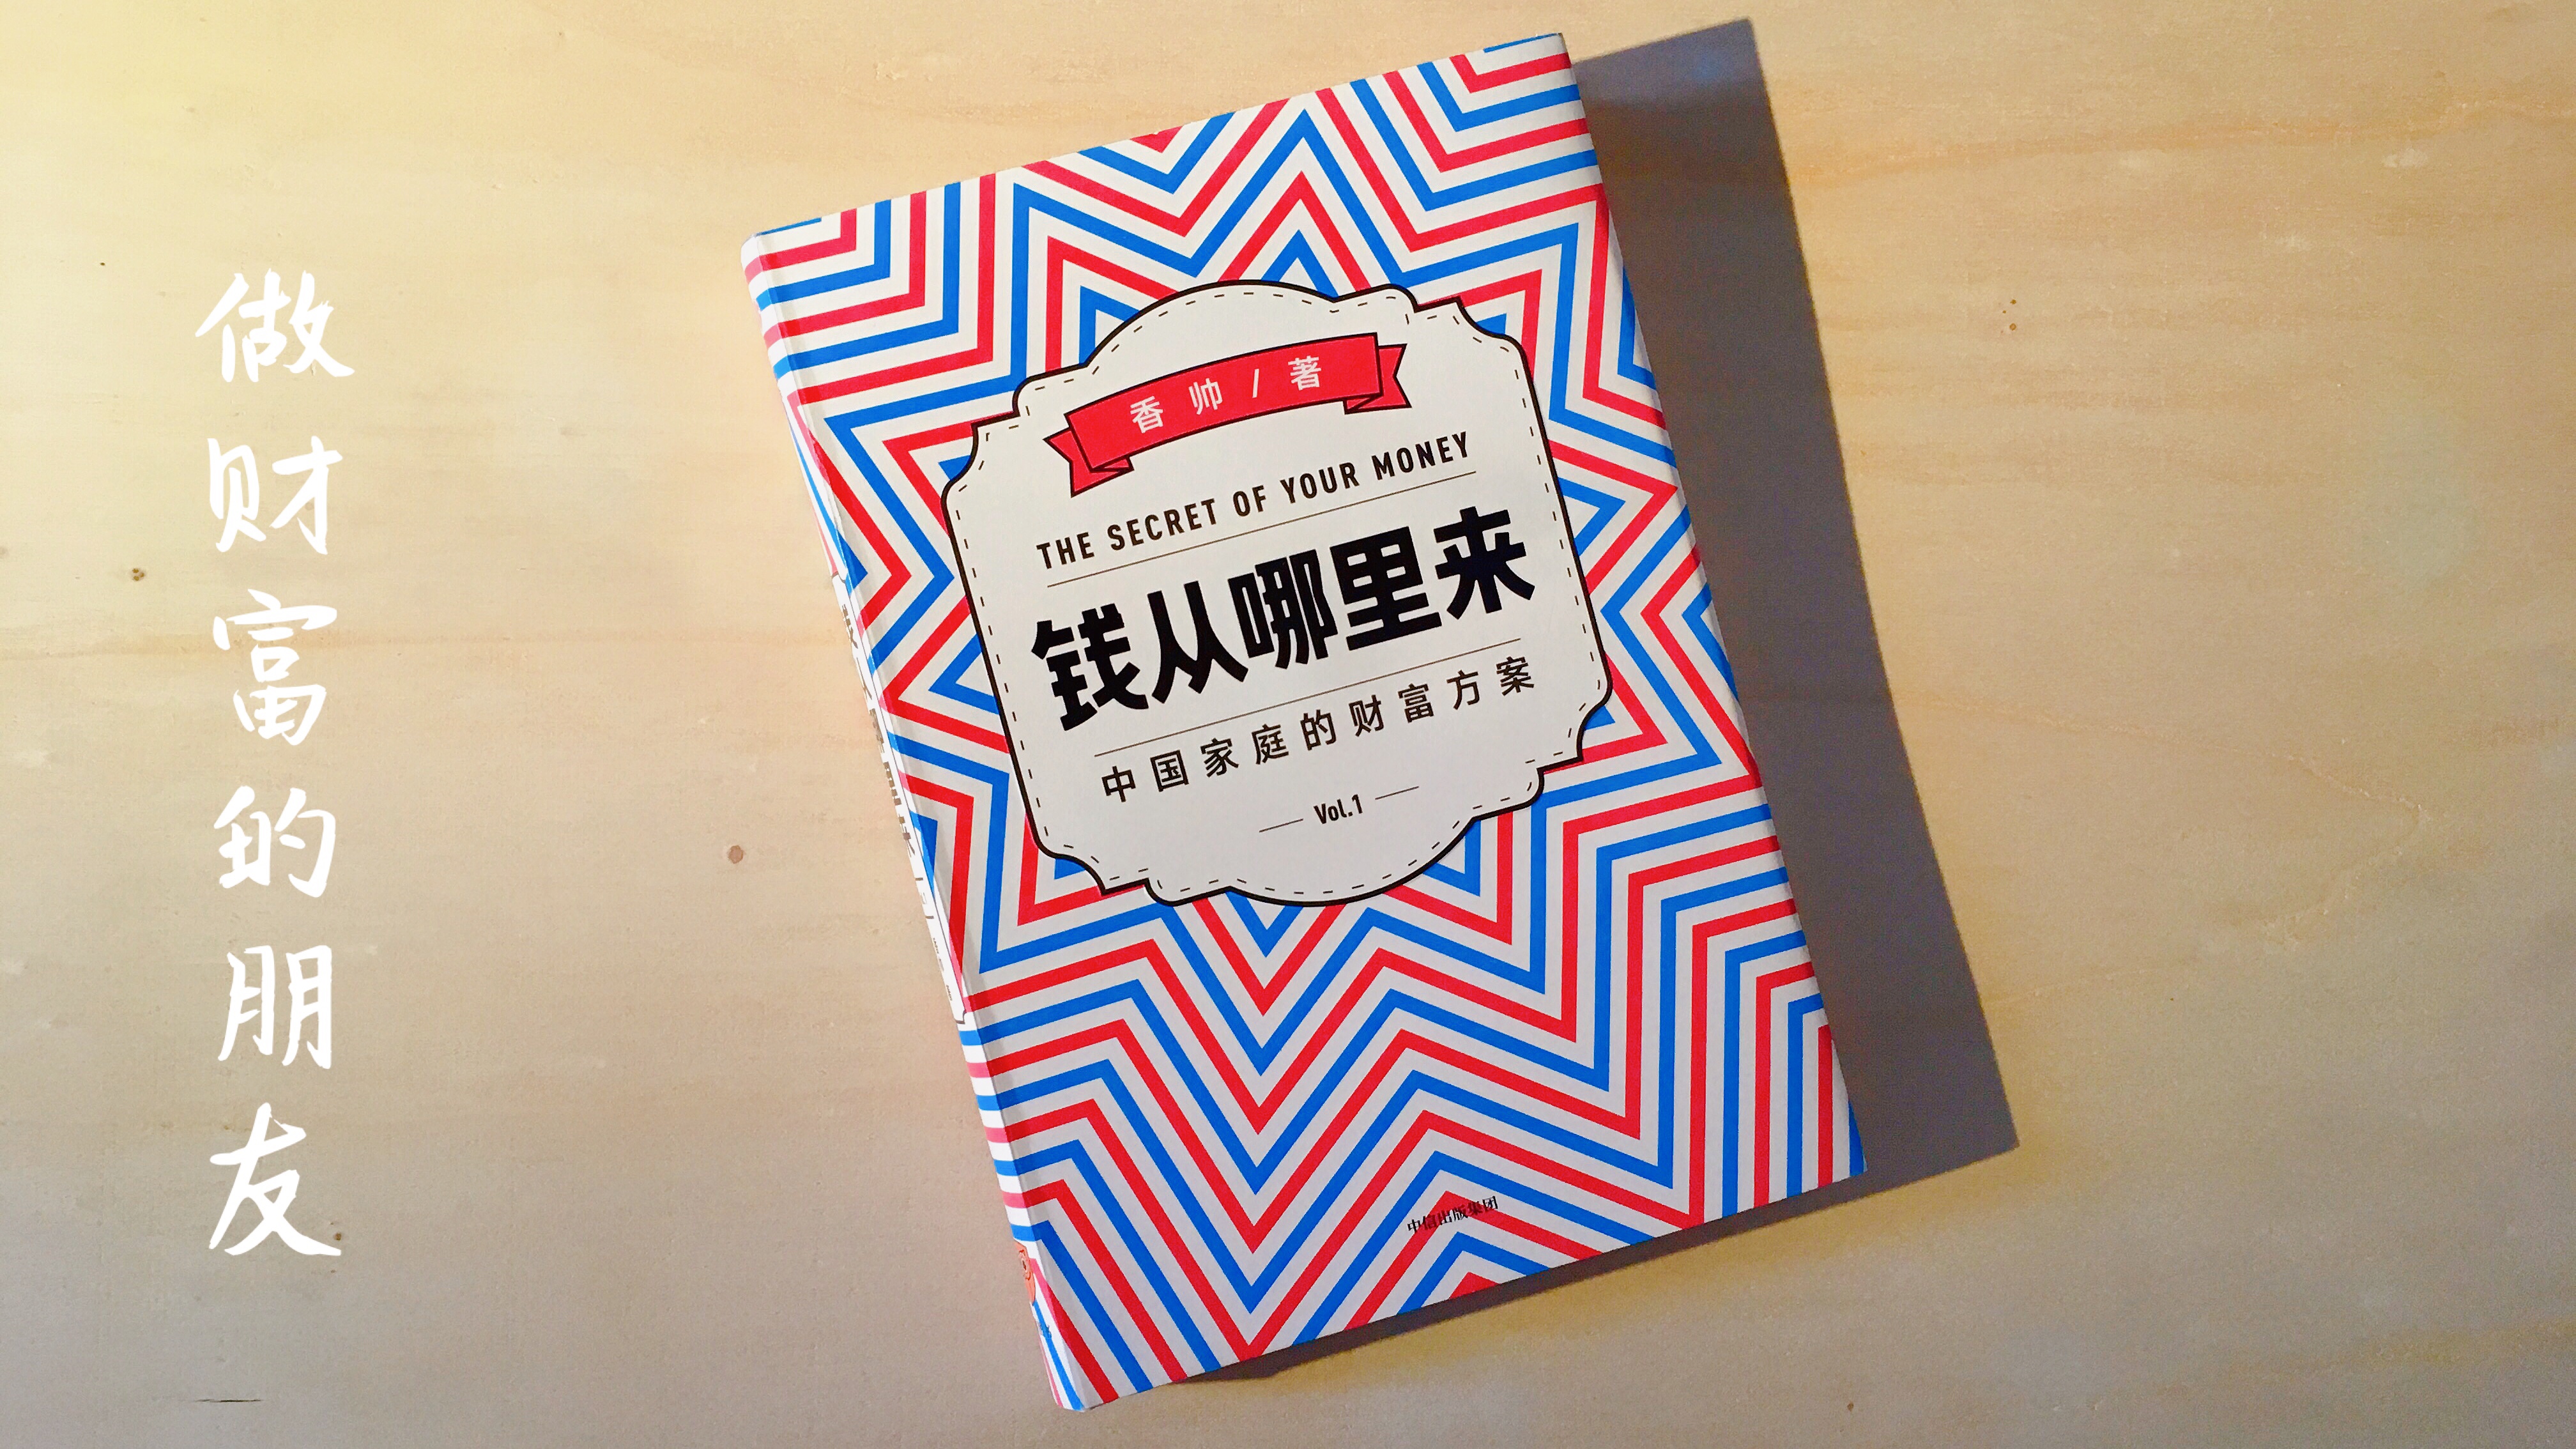 做财富的朋友
香帅/著
THE SECRET OF YOUR MONEY
钱从哪里来
中国家庭的财富方案
Vol.1
中信出版集团